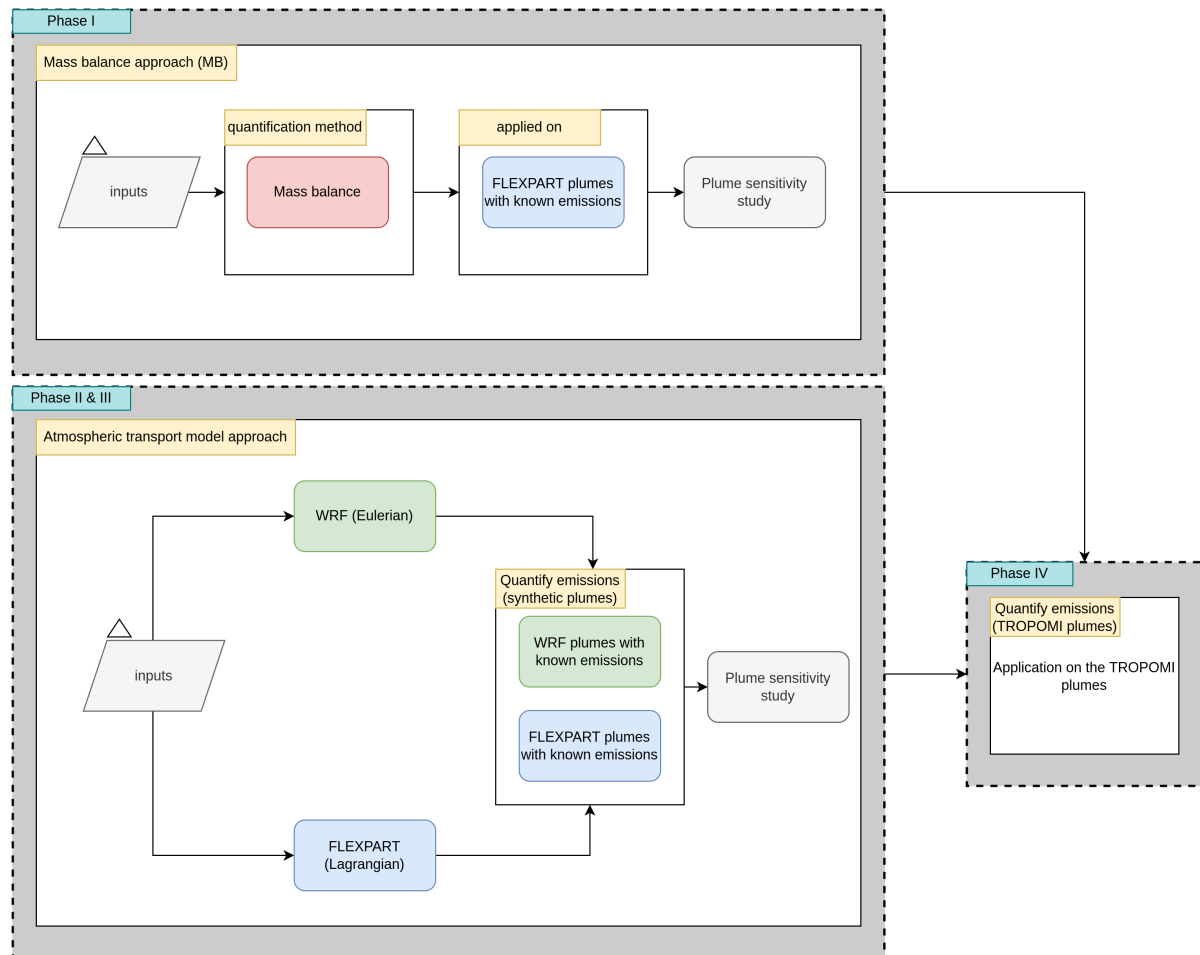 Phase I
Mass balance approach (MB)
quantification method
applied on
inputs
Mass balance
FLEXPART plumes
with known emissions
Plume sensitivity
study
Phase II & III
Atmospheric transport model approach
WRF (Eulerian)
Quantify emissions
(synthetic plumes)
WRF plumes with
known emissions
inputs
Plume sensitivity
study
FLEXPART plumes
with known emissions
FLEXPART
(Lagrangian)
Phase IV
Quantify emissions
(TROPOMI plumes)
Application on the TROPOMI
plumes